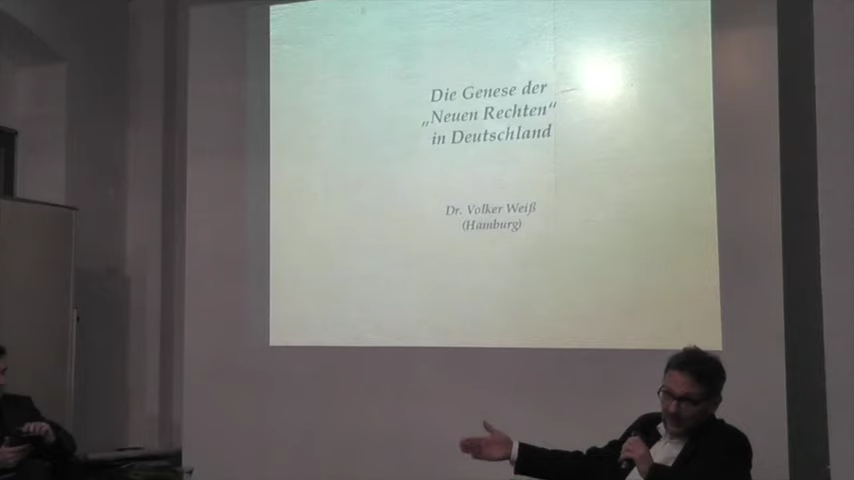 Die Genese der
„Neuen Rechten“
in Deutschland
Dr. Volker Weiß
(Hamburg)